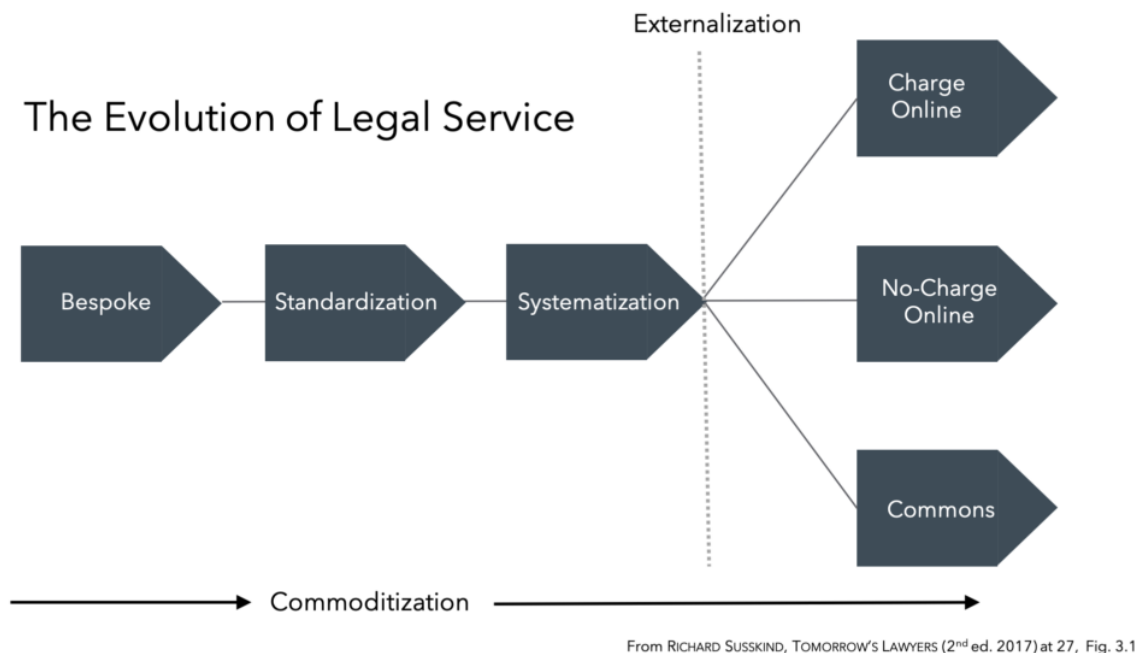 Externalization
The Evolution of Legal Service
Bespoke
Standardization
Systematization
Charge
Online
No-Charge
Online
Commons
Commoditization
From RICHARD SUSSKIND, TOMORROW'S LAWYERS (2nd ed. 2017) at 27, Fig. 3.1